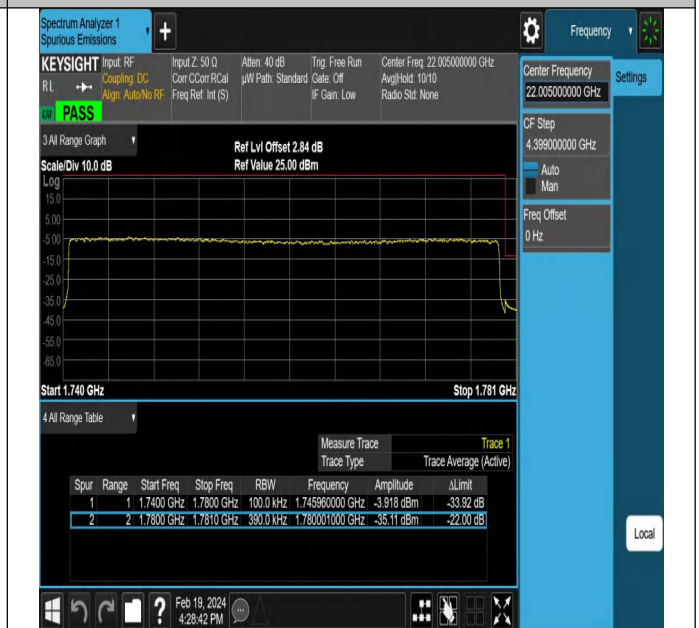 Spectrum Analyzer 1
Spurious Emissions
+
Frequency
KEYSIGHT
RL
PASS
Input: RF
Coupling: DC
Align: Auto/No RF
Input Z: 50 Ω
Corr CCorr RCal
Freq Ref: Int (S)
Atten: 40 dB
µW Path: Standard
Trig: Free Run
Gate: Off
IF Gain: Low
Center Freq: 22.005000000 GHz
Avg|Hold: 10/10
Radio Std: None
Center Frequency
22.005000000 GHz
Settings
CF Step
4.399000000 GHz
Auto
Man
Freq Offset
0 Hz
3 All Range Graph
Scale/Div 10.0 dB
Ref Lvl Offset 2.84 dB
Ref Value 25.00 dBm
Log
15.0
5.00
-5.00
-15.0
-25.0
-35.0
-45.0
-55.0
-65.0
Start 1.740 GHz
Stop 1.781 GHz
4 All Range Table
Measure Trace Trace 1
Trace Type Trace Average (Active)
Spur Range Start Freq Stop Freq RBW Frequency Amplitude ΔLimit
1 1 1.7400 GHz 1.7800 GHz 100.0 kHz 1.745960000 GHz -3.918 dBm -33.92 dB
2 2 1.7800 GHz 1.7810 GHz 390.0 kHz 1.780001000 GHz -35.11 dBm -22.00 dB
Local
?
Feb 19, 2024
4:28:42 PM